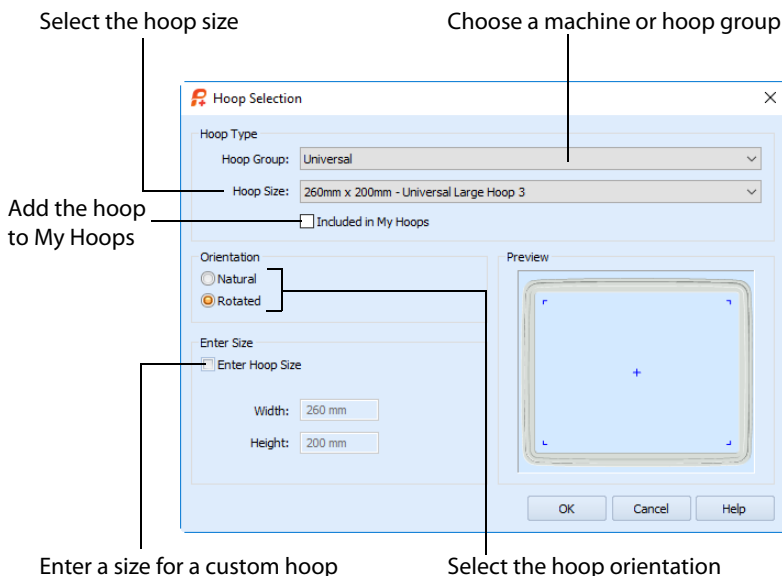 Select the hoop size
Choose a machine or hoop group
Hoop Selection
Hoop Type
Hoop Group: Universal
Hoop Size: 260mm x 200mm - Universal Large Hoop 3
Add the hoop
to My Hoops
Included in My Hoops
Orientation
Natural
Rotated
Preview
Enter Size
Enter Hoop Size
Width: 260 mm
Height: 200 mm
OK Cancel Help
Enter a size for a custom hoop
Select the hoop orientation